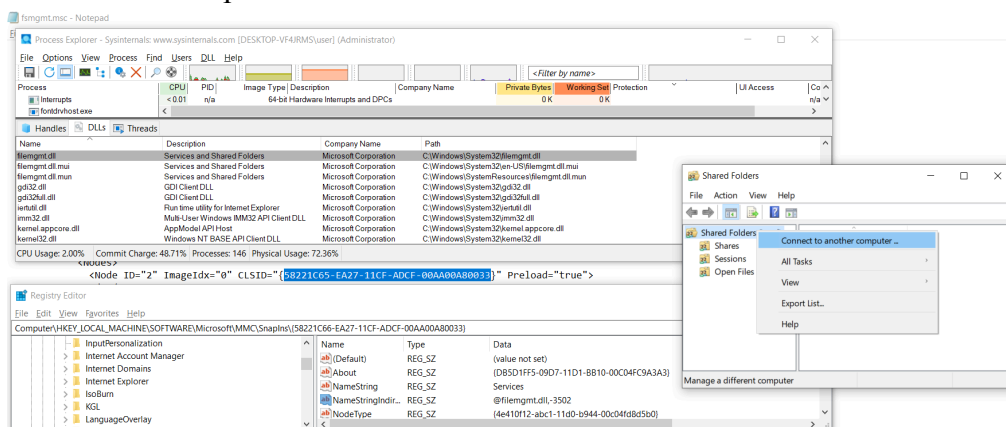 fsmgmt.msc - Notepad
Process Explorer - Sysinternals: www.sysinternals.com [DESKTOP-VF4JRMS\user] (Administrator)
File Options View Process Find Users DLL Help
<Filter by name>
Process CPU PID Image Type Description Company Name Private Bytes Working Set Protection UI Access Co
Interrupts < 0.01 n/a 64-bit Hardware Interrupts and DPCs 0 K 0 K n/a
fontdrvhost.exe
Handles DLLs Threads
Name Description Company Name Path
filemgmt.dll Services and Shared Folders Microsoft Corporation C:\Windows\System32\filemgmt.dll
filemgmt.dll.mui Services and Shared Folders Microsoft Corporation C:\Windows\System32\en-US\filemgmt.dll.mui
filemgmt.dll.mun Services and Shared Folders Microsoft Corporation C:\Windows\SystemResources\filemgmt.dll.mun
gdi32.dll GDI Client DLL Microsoft Corporation C:\Windows\System32\gdi32.dll
gdi32full.dll GDI Client DLL Microsoft Corporation C:\Windows\System32\gdi32full.dll
iertutil.dll Run time utility for Internet Explorer Microsoft Corporation C:\Windows\System32\iertutil.dll
imm32.dll Multi-User Windows IMM32 API Client DLL Microsoft Corporation C:\Windows\System32\imm32.dll
kernel.appcore.dll AppModel API Host Microsoft Corporation C:\Windows\System32\kernel.appcore.dll
kernel32.dll Windows NT BASE API Client DLL Microsoft Corporation C:\Windows\System32\kernel32.dll
CPU Usage: 2.00% Commit Charge: 48.71% Processes: 146 Physical Usage: 72.36%
<Nodes>
<Node ID="2" ImageIdx="0" CLSID="{58221C65-EA27-11CF-ADCF-00AA00A80033}" Preload="true">
Registry Editor
File Edit View Favorites Help
Computer\HKEY_LOCAL_MACHINE\SOFTWARE\Microsoft\MMC\SnapIns\{58221C66-EA27-11CF-ADCF-00AA00A80033}
InputPersonalization
Internet Account Manager
Internet Domains
Internet Explorer
IsoBurn
KGL
LanguageOverlay
Name Type Data
(Default) REG_SZ (value not set)
About REG_SZ {DB5D1FF5-09D7-11D1-BB10-00C04FC9A3A3}
NameString REG_SZ Services
NameStringIndir... REG_SZ @filemgmt.dll,-3502
NodeType REG_SZ {4e410f12-abc1-11d0-b944-00c04fd8d5b0}
Shared Folders
File Action View Help
Shared Folders
Shares
Sessions
Open Files
Connect to another computer ...
All Tasks
View
Export List...
Help
Manage a different computer